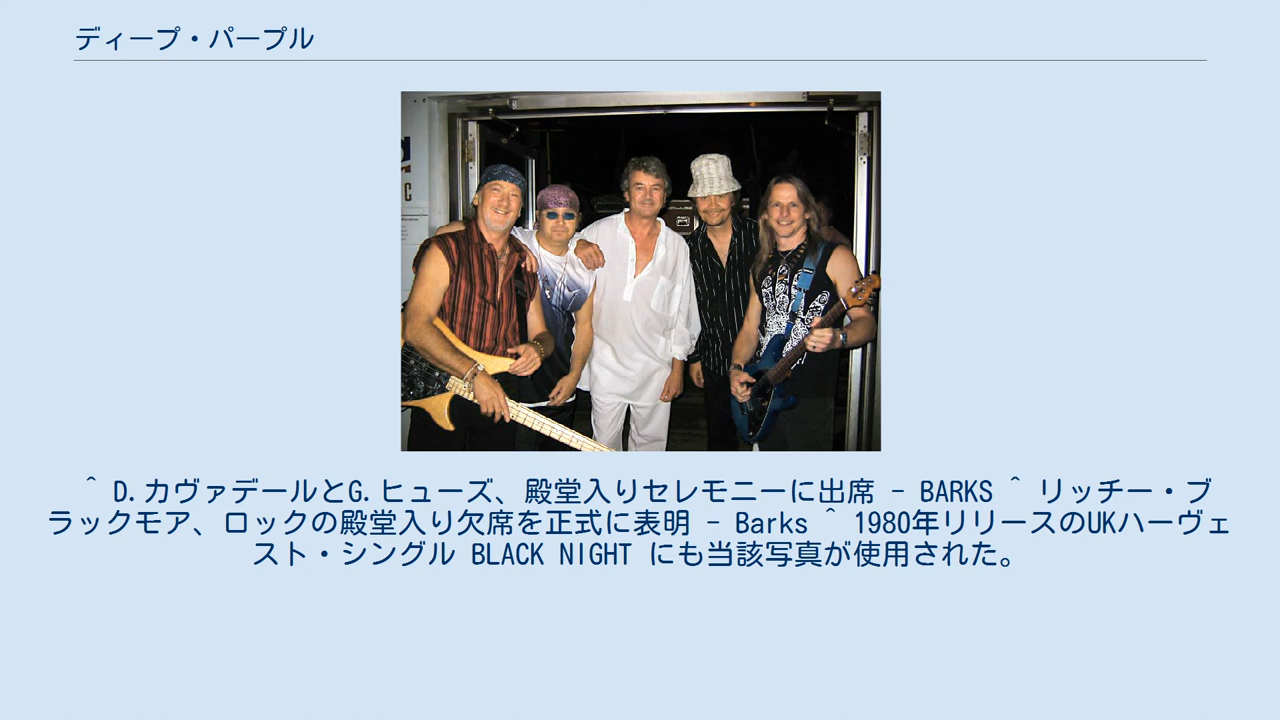 ディープ・パープル
^ D.カヴァデールとG.ヒューズ、殿堂入りセレモニーに出席 - BARKS ^ リッチー・ブ
ラックモア、ロックの殿堂入り欠席を正式に表明 - Barks ^ 1980年リリースのUKハーヴェ
スト・シングル BLACK NIGHT にも当該写真が使用された。